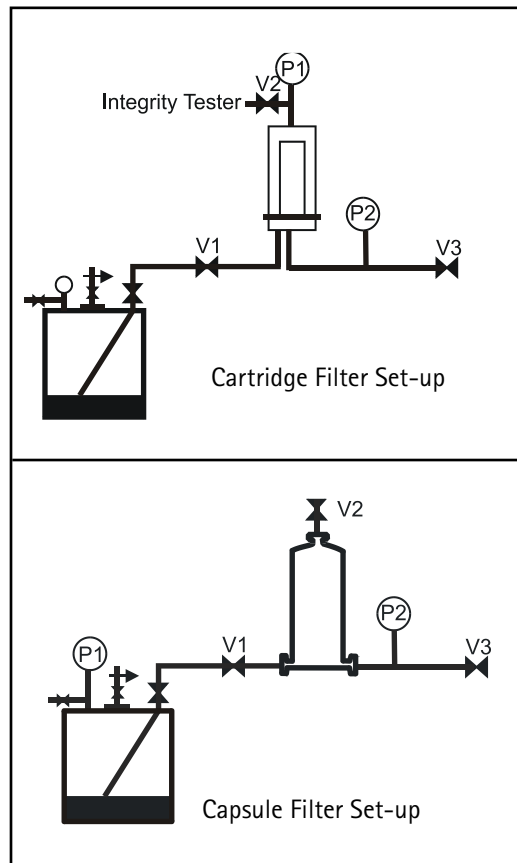 P1
V2
Integrity Tester
P2
V1
V3
Cartridge Filter Set-up
V2
P2
P1
V1
V3
Capsule Filter Set-up